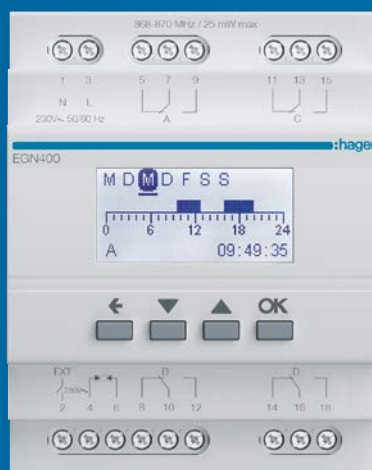 868-870 MHz / 25 mW max
1 3 5 7 9 11 13 15
N L
230V~ 50/60 Hz A C
:hager
EGN400
M D M D F S S
0 6 12 18 24
A 09:49:35
OK
EXT B D
230V~
2 4 6 8 10 12 14 16 18